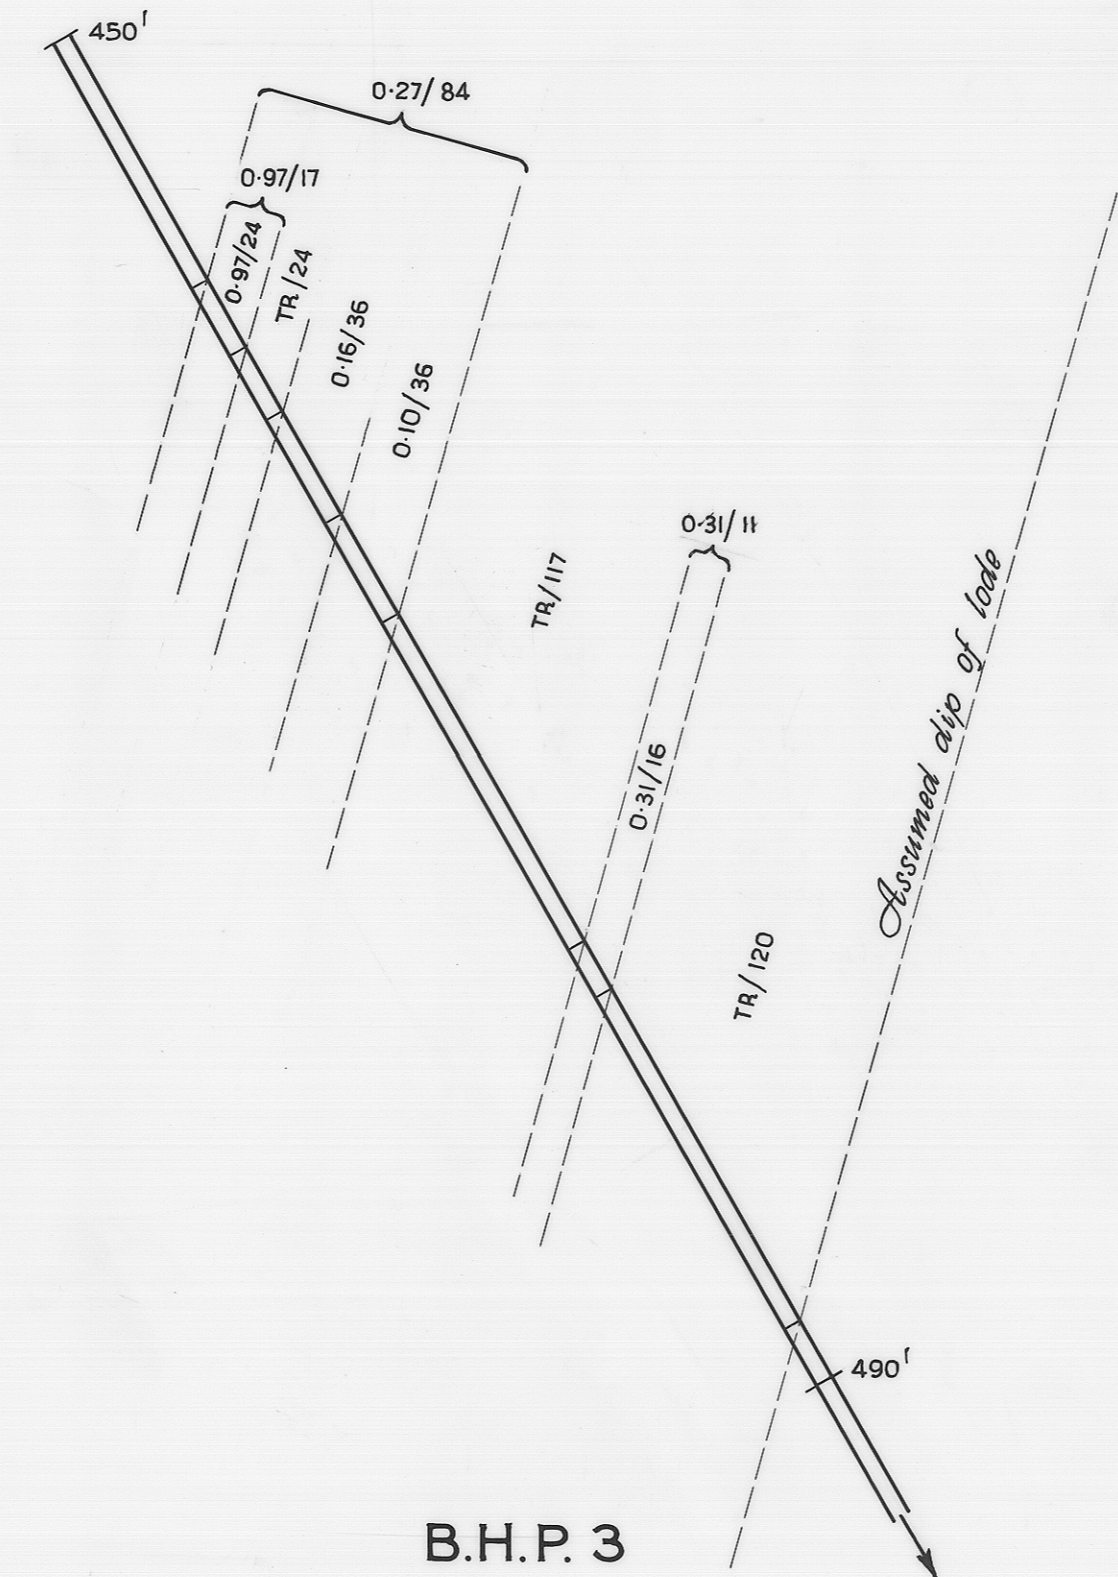 450'
0·27/84
0·97/17
0·97/24
TR/24
0·16/36
0·10/36
TR/117
0·31/11
0·31/16
TR/120
Assumed dip of lode
490'
B.H.P. 3